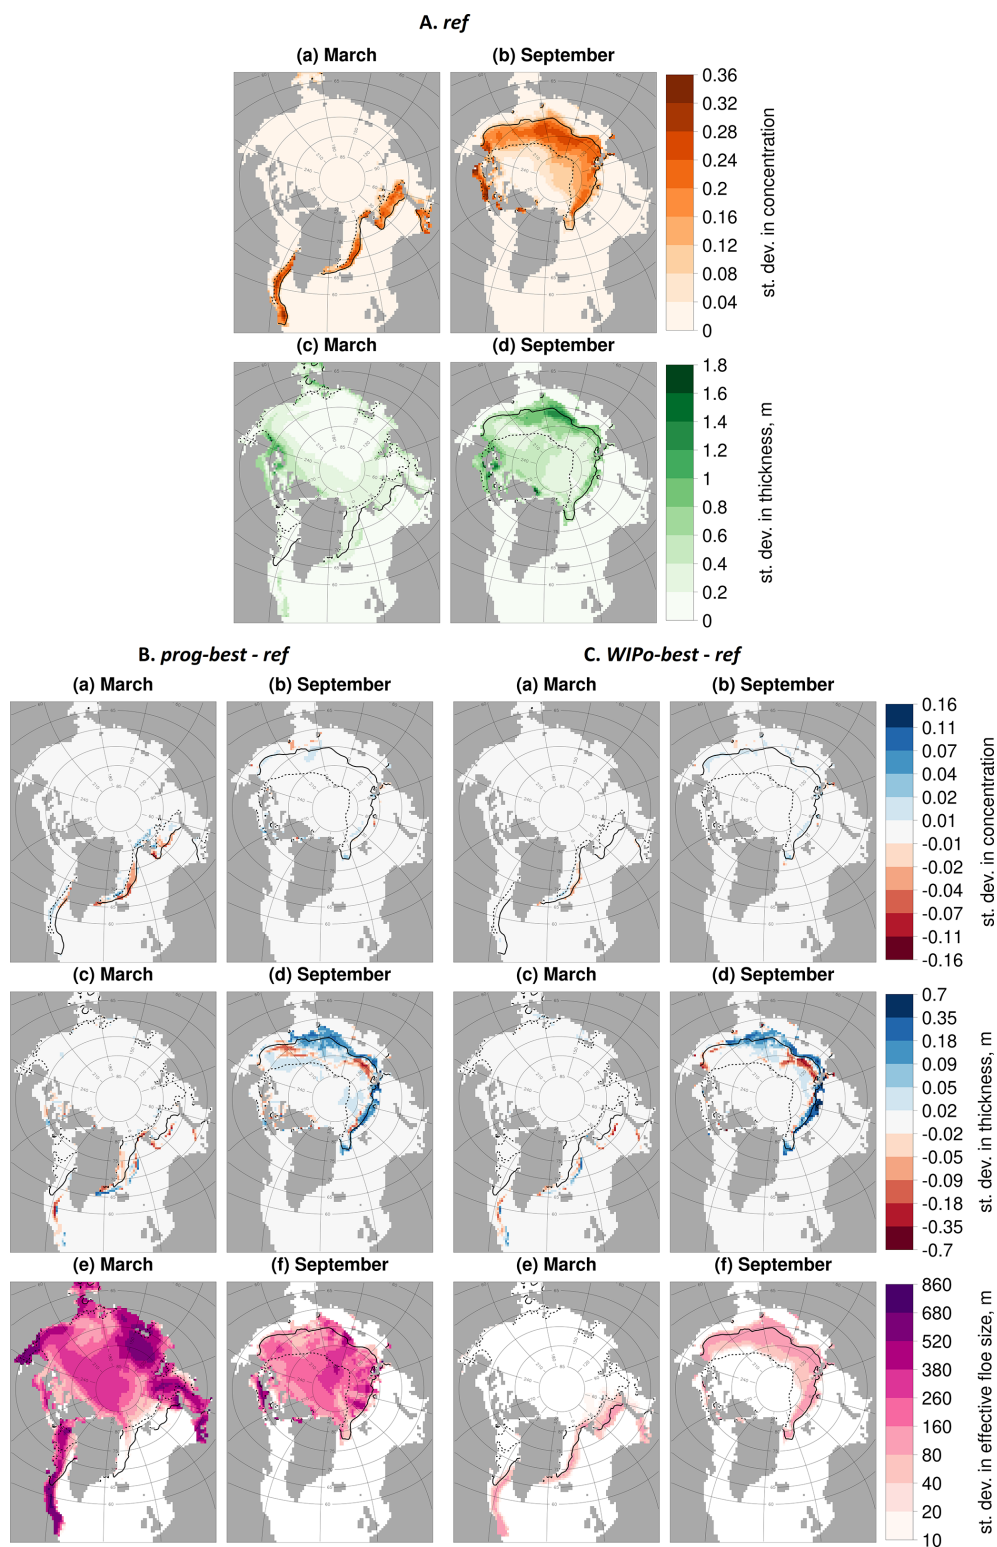 A. ref
(a) March
(b) September
0.36
0.32
0.28
0.24
0.2
0.16
0.12
0.08
0.04
0
st. dev. in concentration
(c) March
(d) September
1.8
1.6
1.4
1.2
1
0.8
0.6
0.4
0.2
0
st. dev. in thickness, m
B. prog-best - ref
C. WIPo-best - ref
(a) March
(b) September
(a) March
(b) September
0.16
0.11
0.07
0.04
0.02
0.01
-0.01
-0.02
-0.04
-0.07
-0.11
-0.16
st. dev. in concentration
(c) March
(d) September
(c) March
(d) September
0.7
0.35
0.18
0.09
0.05
0.02
-0.02
-0.05
-0.09
-0.18
-0.35
-0.7
st. dev. in thickness, m
(e) March
(f) September
(e) March
(f) September
860
680
520
380
260
160
80
40
20
10
st. dev. in effective floe size, m